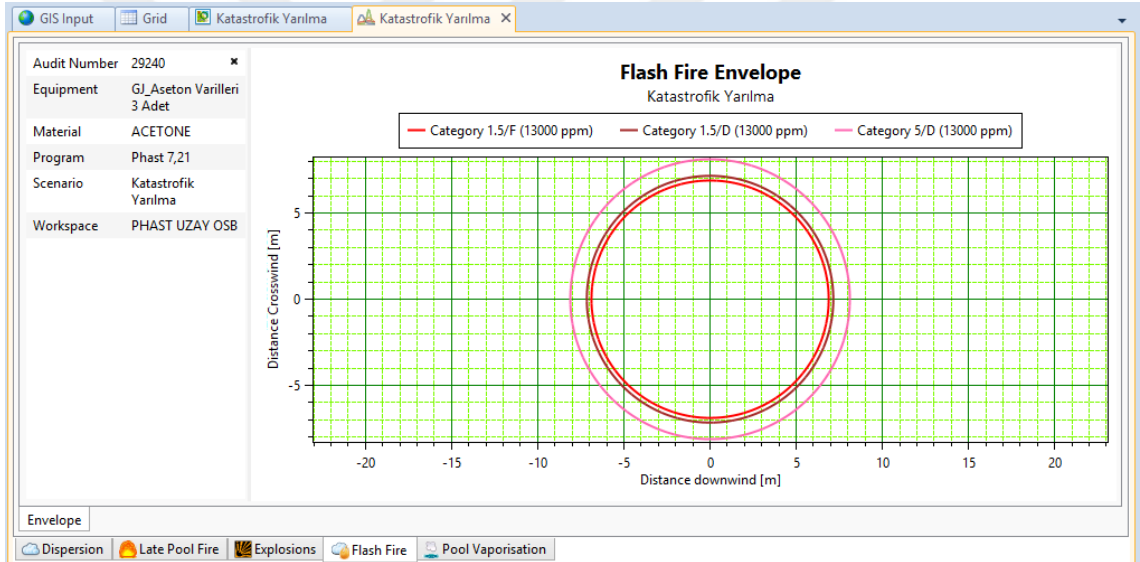 GIS Input
Grid
Katastrofik Yarılma
Katastrofik Yarılma
Audit Number 29240
Equipment GJ_Aseton Varilleri
3 Adet
Material ACETONE
Program Phast 7,21
Scenario Katastrofik
Yarılma
Workspace PHAST UZAY OSB
Flash Fire Envelope
Katastrofik Yarılma
Category 1.5/F (13000 ppm) Category 1.5/D (13000 ppm) Category 5/D (13000 ppm)
Distance Crosswind [m]
5
0
-5
-20 -15 -10 -5 0 5 10 15 20
Distance downwind [m]
Envelope
Dispersion Late Pool Fire Explosions Flash Fire Pool Vaporisation